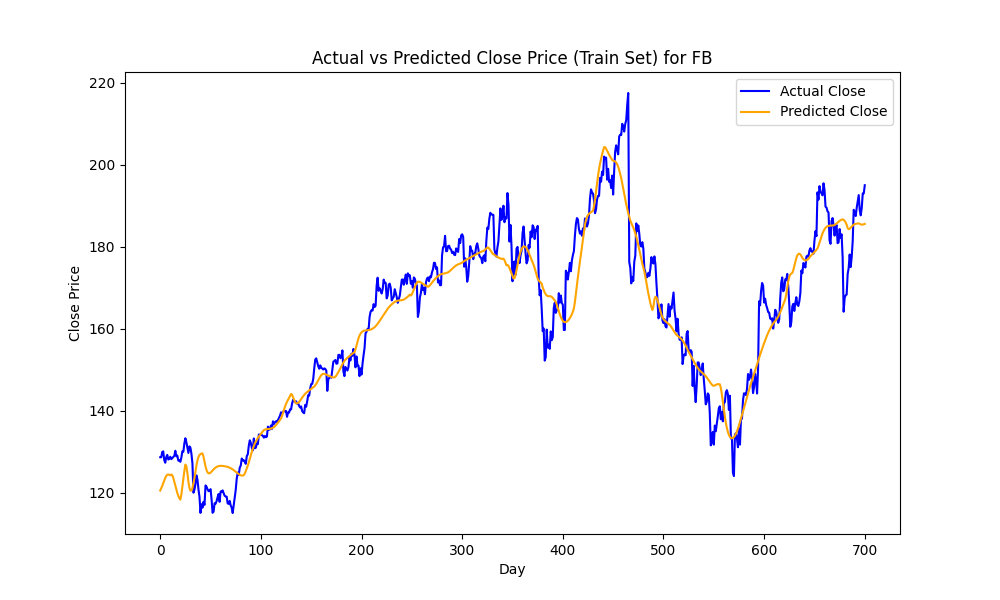 Actual vs Predicted Close Price (Train Set) for FB
Actual Close
Predicted Close
Close Price
220
200
180
160
140
120
0 100 200 300 400 500 600 700
Day